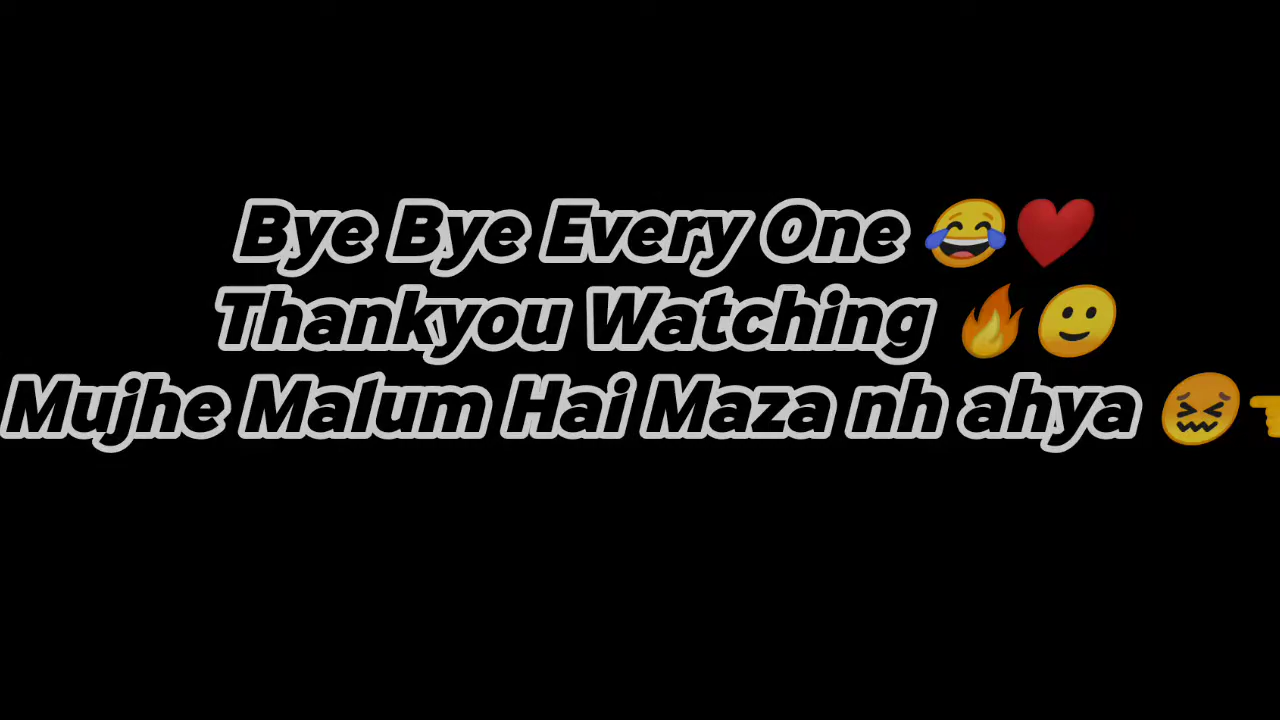 Bye Bye Every One 😂❤️
Thankyou Watching 🔥🙂
Mujhe Malum Hai Maza nh ahya 😖👈